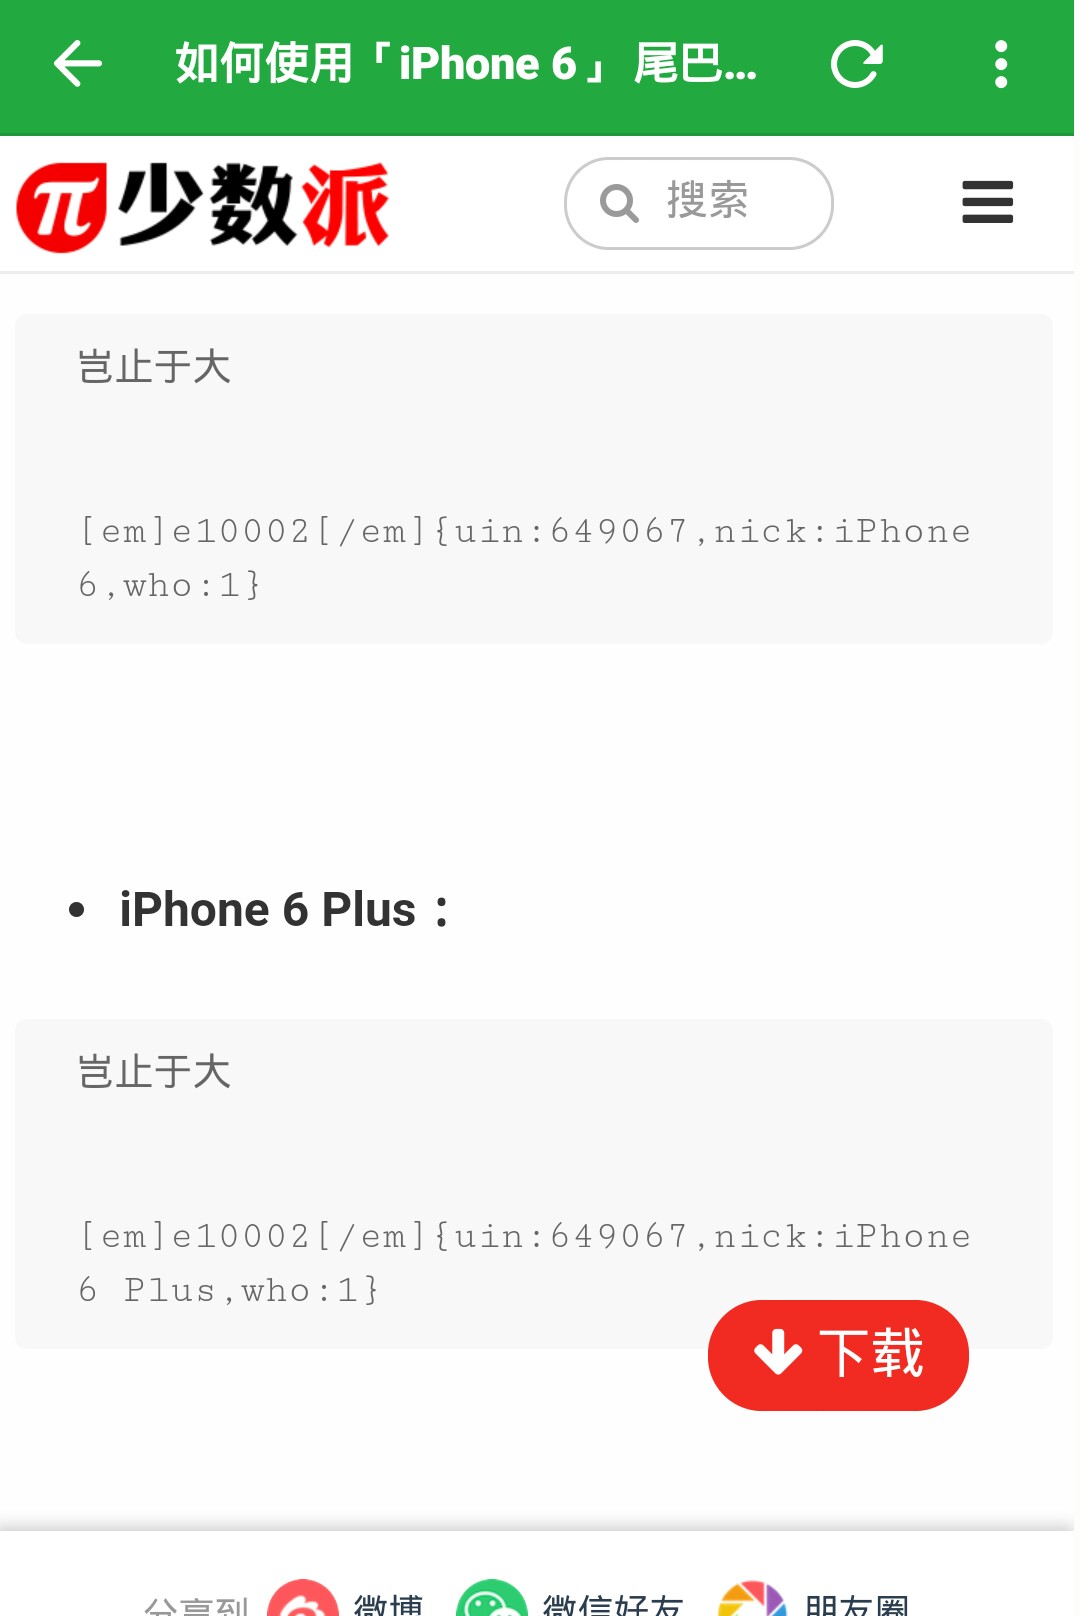 如何使用「iPhone 6」 尾巴...
少数派
搜索
岂止于大
[em]e10002[/em]{uin:649067,nick:iPhone
6,who:1}
• iPhone 6 Plus：
岂止于大
[em]e10002[/em]{uin:649067,nick:iPhone
6 Plus,who:1}
下载
分享到 微博 微信好友 朋友圈